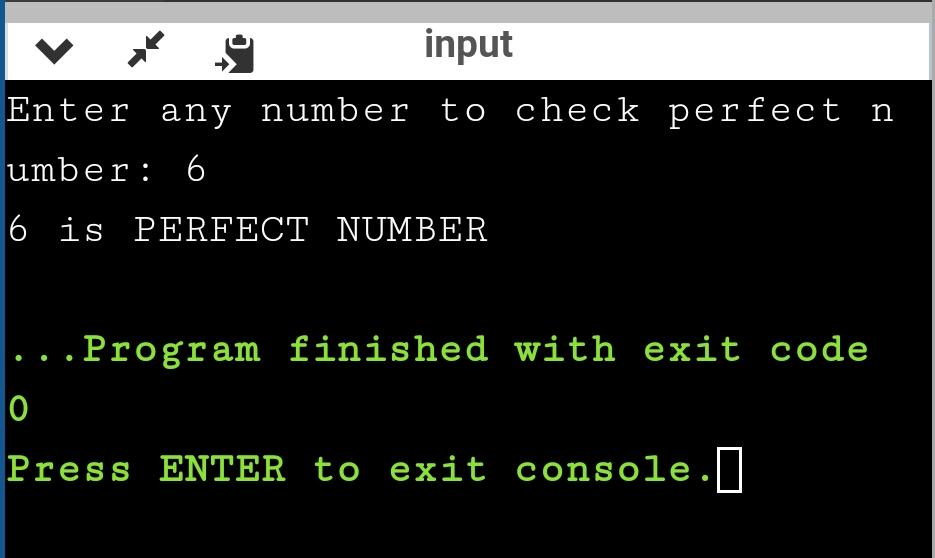 input
Enter any number to check perfect n
umber: 6
6 is PERFECT NUMBER
...Program finished with exit code
0
Press ENTER to exit console.